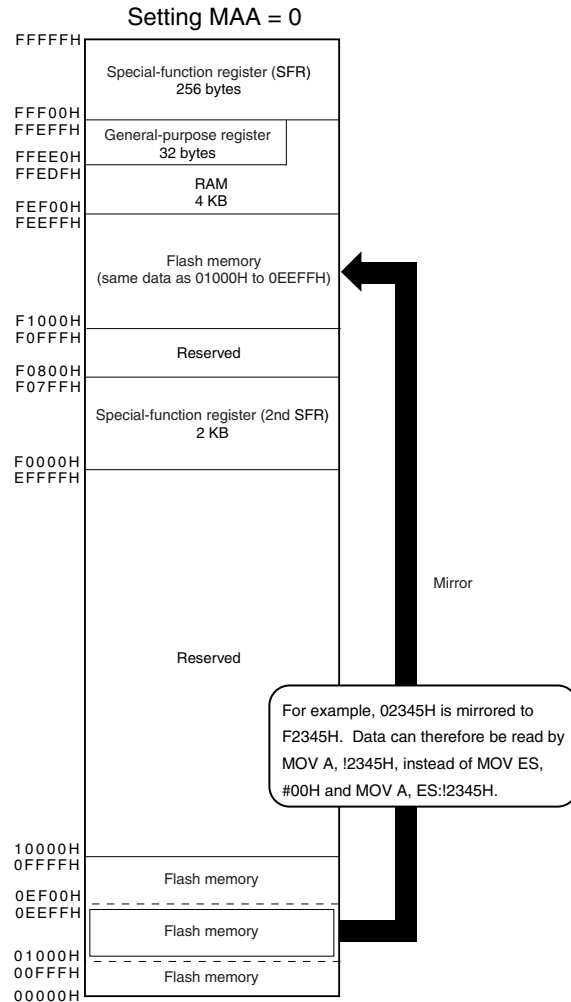 Setting MAA = 0
FFFFFH
Special-function register (SFR)
256 bytes
FFF00H
FFEFFH
General-purpose register
32 bytes
FFEE0H
FFEDFH
RAM
4 KB
FEF00H
FEEFFH
Flash memory
(same data as 01000H to 0EEFFH)
F1000H
F0FFFH
Reserved
F0800H
F07FFH
Special-function register (2nd SFR)
2 KB
F0000H
EFFFFH
Mirror
Reserved
For example, 02345H is mirrored to
F2345H. Data can therefore be read by
MOV A, !2345H, instead of MOV ES,
#00H and MOV A, ES:!2345H.
10000H
0FFFFH
Flash memory
0EF00H
0EEFFH
Flash memory
01000H
00FFFH
Flash memory
00000H